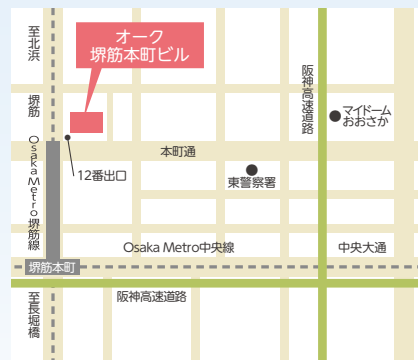 至北浜
オーク
堺筋本町ビル
阪神高速道路
堺筋
マイドーム
おおさか
Osaka Metro堺筋線
本町通
12番出口
東警察署
Osaka Metro中央線
中央大通
堺筋本町
阪神高速道路
至長堀橋